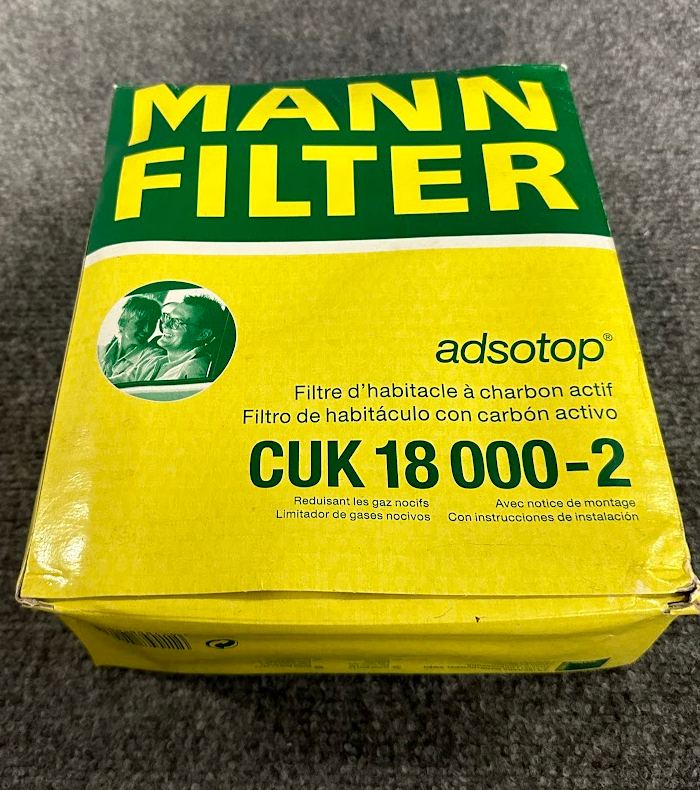 MANN
FILTER
adsotop®
Filtre d'habitacle à charbon actif
Filtro de habitáculo con carbón activo
CUK 18 000-2
Reduisant les gaz nocifs
Limitador de gases nocivos
Avec notice de montage
Con instrucciones de instalación